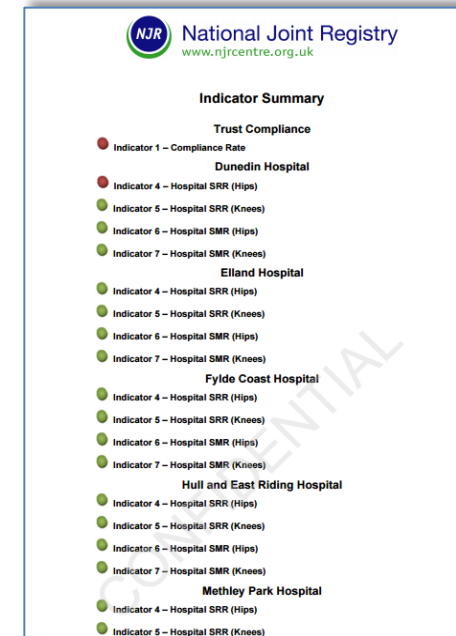 NJR
National Joint Registry
www.njrcentre.org.uk
Indicator Summary
Trust Compliance
Indicator 1 – Compliance Rate
Dunedin Hospital
Indicator 4 – Hospital SRR (Hips)
Indicator 5 – Hospital SRR (Knees)
Indicator 6 – Hospital SMR (Hips)
Indicator 7 – Hospital SMR (Knees)
Elland Hospital
Indicator 4 – Hospital SRR (Hips)
Indicator 5 – Hospital SRR (Knees)
Indicator 6 – Hospital SMR (Hips)
Indicator 7 – Hospital SMR (Knees)
Fylde Coast Hospital
Indicator 4 – Hospital SRR (Hips)
Indicator 5 – Hospital SRR (Knees)
Indicator 6 – Hospital SMR (Hips)
Indicator 7 – Hospital SMR (Knees)
Hull and East Riding Hospital
Indicator 4 – Hospital SRR (Hips)
Indicator 5 – Hospital SRR (Knees)
Indicator 6 – Hospital SMR (Hips)
Indicator 7 – Hospital SMR (Knees)
Methley Park Hospital
Indicator 4 – Hospital SRR (Hips)
Indicator 5 – Hospital SRR (Knees)
CONFIDENTIAL